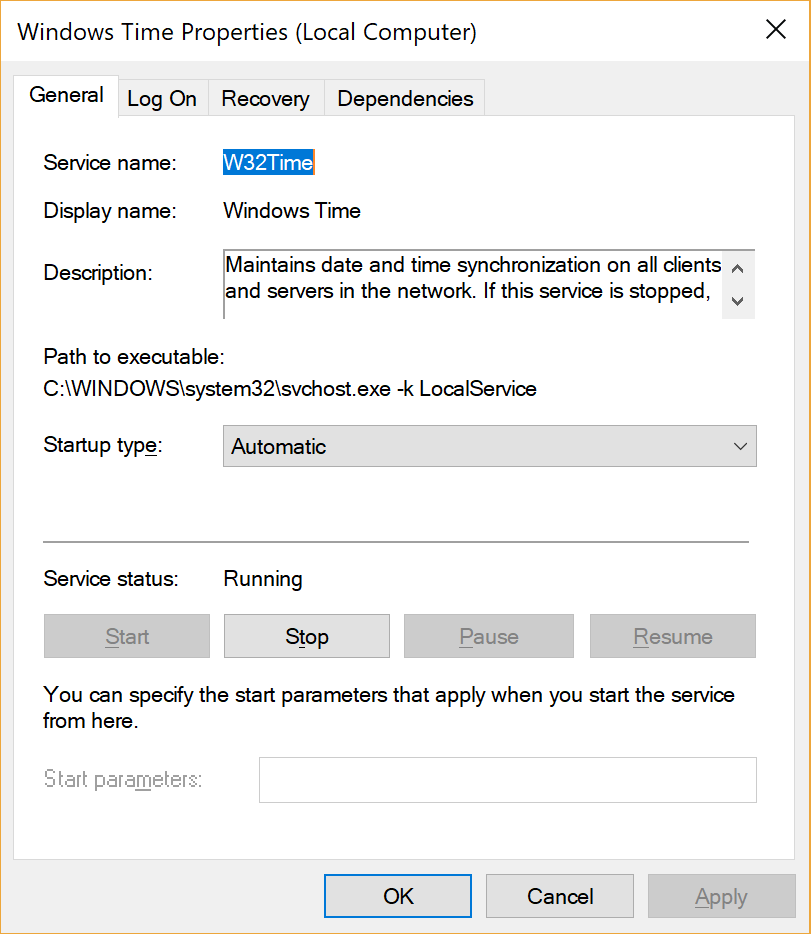 Windows Time Properties (Local Computer)
General Log On Recovery Dependencies
Service name: W32Time
Display name: Windows Time
Description: Maintains date and time synchronization on all clients
and servers in the network. If this service is stopped,
Path to executable:
C:\WINDOWS\system32\svchost.exe -k LocalService
Startup type: Automatic
Service status: Running
Start Stop Pause Resume
You can specify the start parameters that apply when you start the service
from here.
Start parameters:
OK Cancel Apply